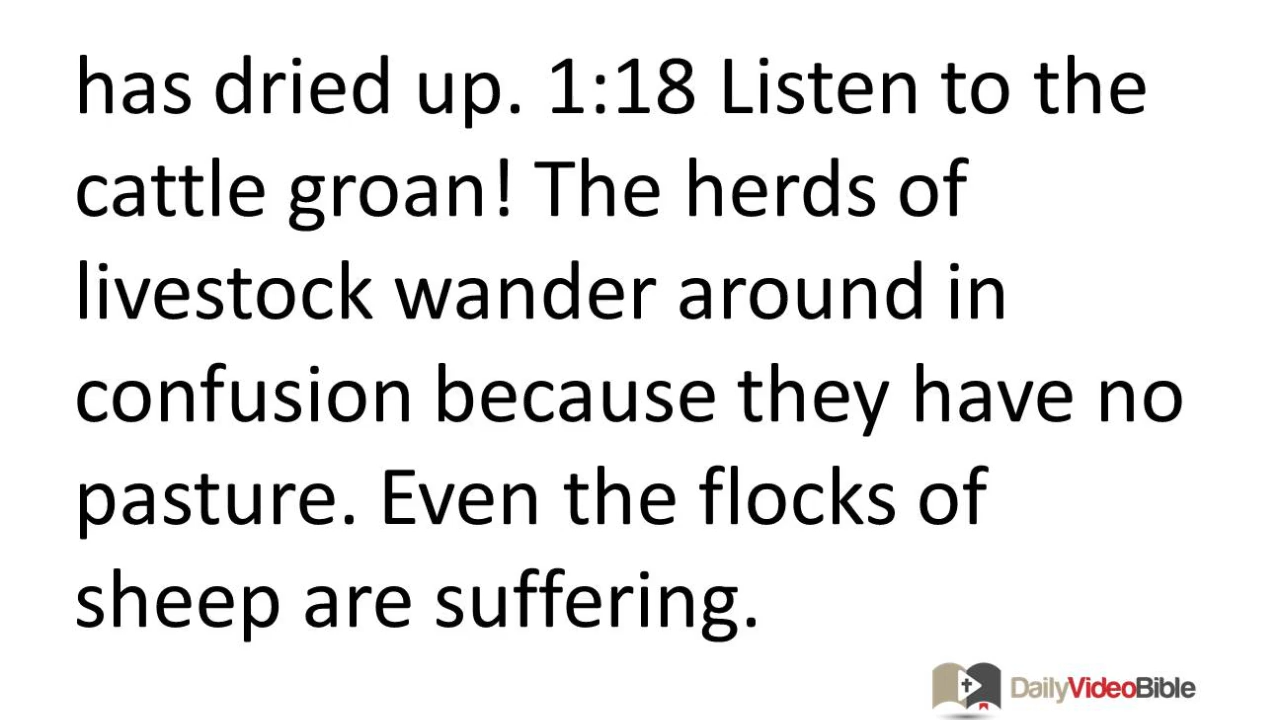 has dried up. 1:18 Listen to the
cattle groan! The herds of
livestock wander around in
confusion because they have no
pasture. Even the flocks of
sheep are suffering.
DailyVideoBible